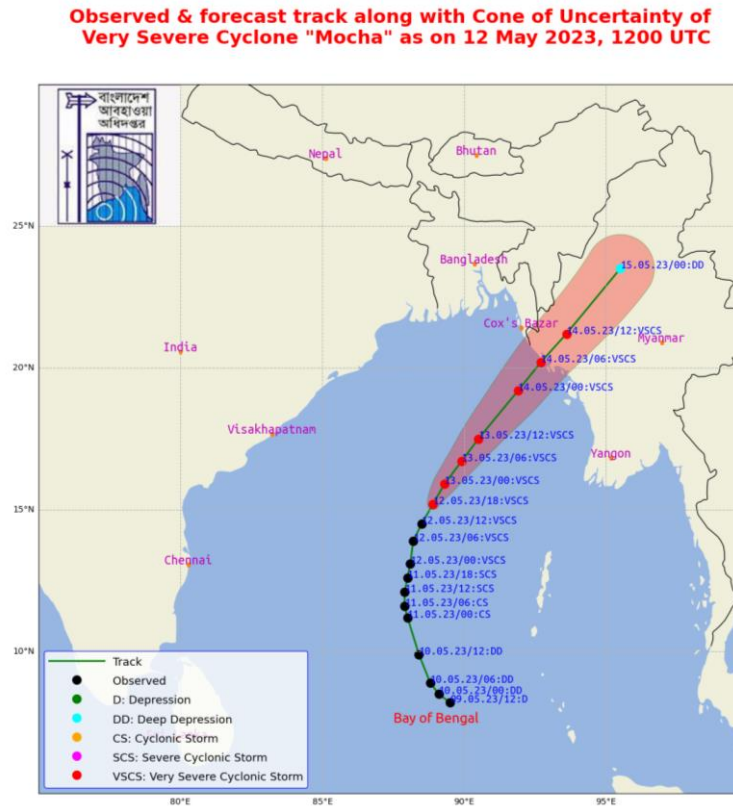 Observed & forecast track along with Cone of Uncertainty of
Very Severe Cyclone "Mocha" as on 12 May 2023, 1200 UTC
বাংলাদেশ
আবহাওয়া
অধিদপ্তর
Nepal
Bhutan
25°N
Bangladesh
15.05.23/00:DD
Cox's Bazar
14.05.23/12:VSCS
Myanmar
India
14.05.23/06:VSCS
20°N
14.05.23/00:VSCS
Visakhapatnam
13.05.23/12:VSCS
Yangon
13.05.23/06:VSCS
13.05.23/00:VSCS
15°N
12.05.23/18:VSCS
12.05.23/12:VSCS
12.05.23/06:VSCS
Chennai
12.05.23/00:VSCS
11.05.23/18:SCS
11.05.23/12:SCS
11.05.23/06:CS
11.05.23/00:CS
10°N
10.05.23/12:DD
10.05.23/06:DD
10.05.23/00:DD
09.05.23/12:D
Bay of Bengal
Track
Observed
D: Depression
DD: Deep Depression
CS: Cyclonic Storm
SCS: Severe Cyclonic Storm
VSCS: Very Severe Cyclonic Storm
80°E
85°E
90°E
95°E